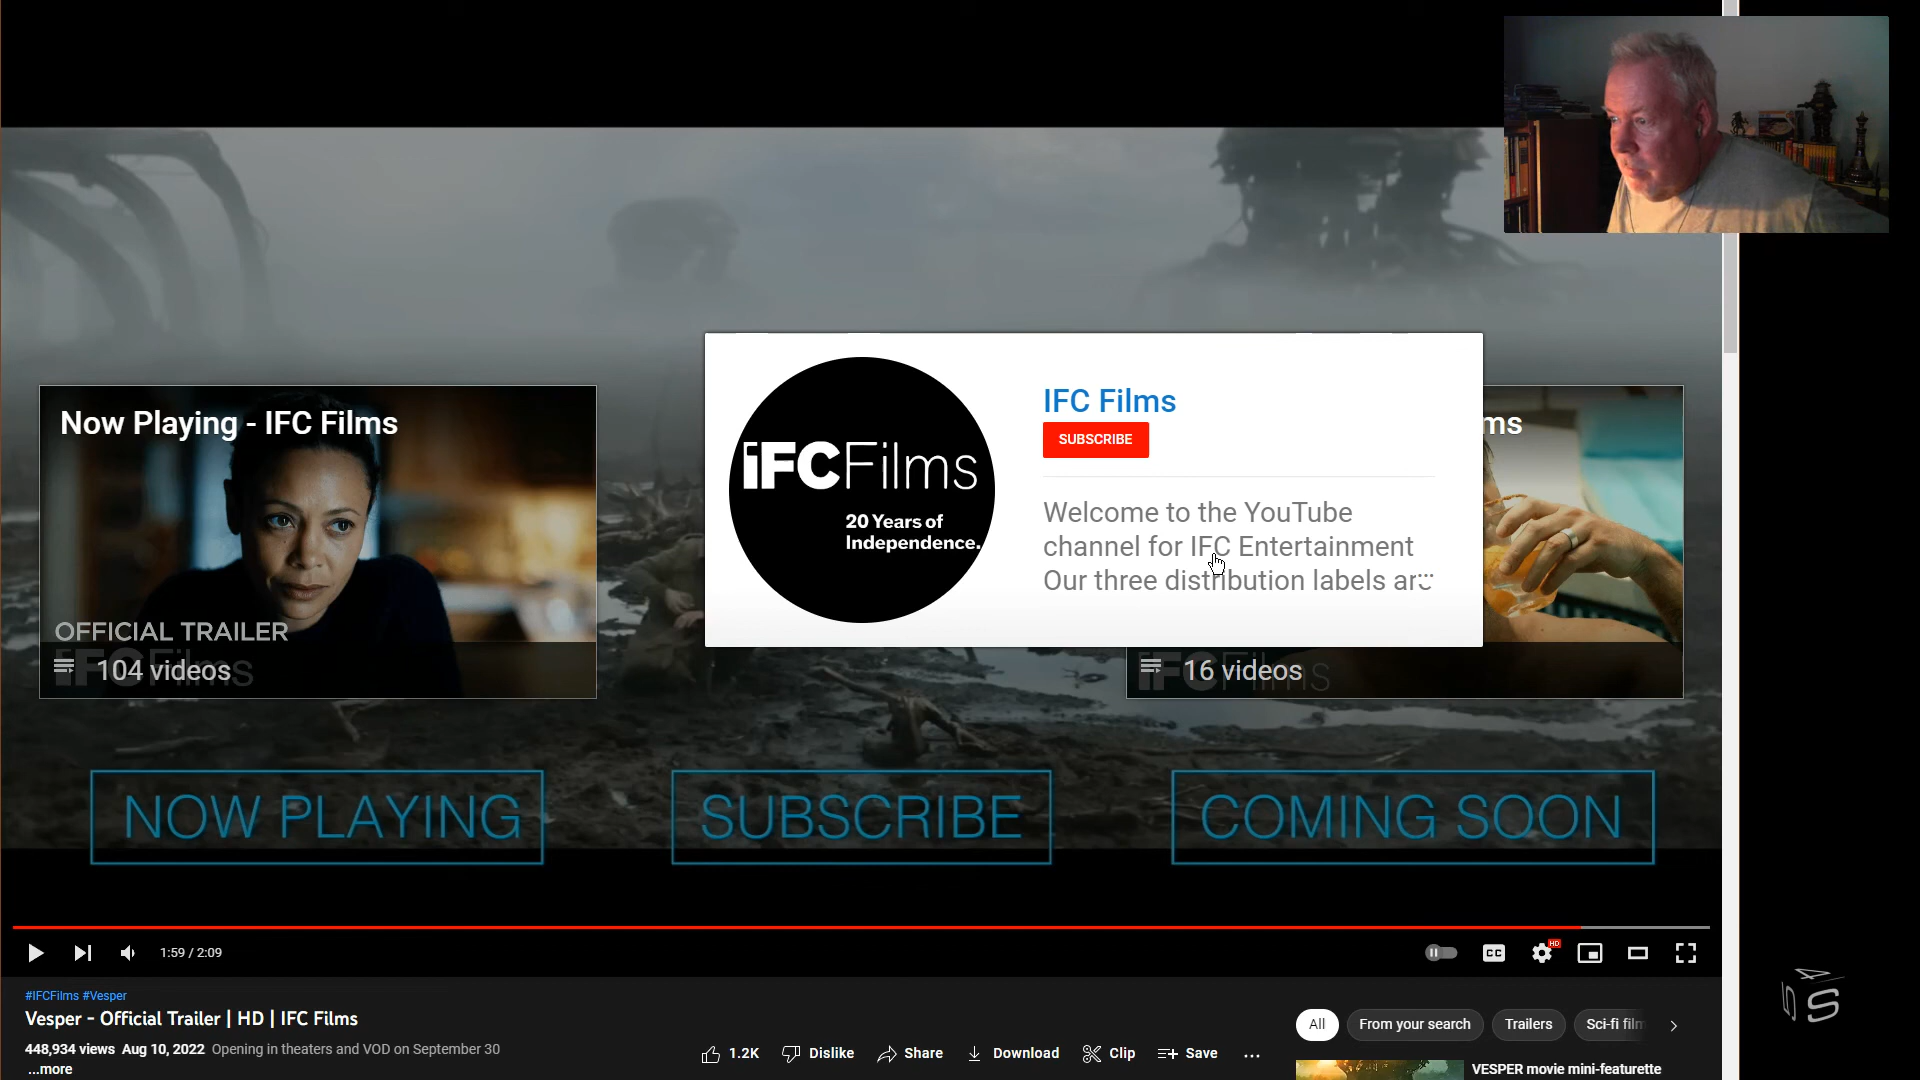 Now Playing - IFC Films
OFFICIAL TRAILER
IFCFilms
104 videos
iFCFilms
20 Years of
Independence.
IFC Films
SUBSCRIBE
Welcome to the YouTube
channel for IFC Entertainment
Our three distribution labels are
ms
IFCFilms
16 videos
NOW PLAYING
SUBSCRIBE
COMING SOON
1:59 / 2:09
CC
HD
#IFCFilms #Vesper
Vesper - Official Trailer | HD | IFC Films
448,934 views Aug 10, 2022 Opening in theaters and VOD on September 30
...more
1.2K
Dislike
Share
Download
Clip
Save
All
From your search
Trailers
Sci-fi film
VESPER movie mini-featurette